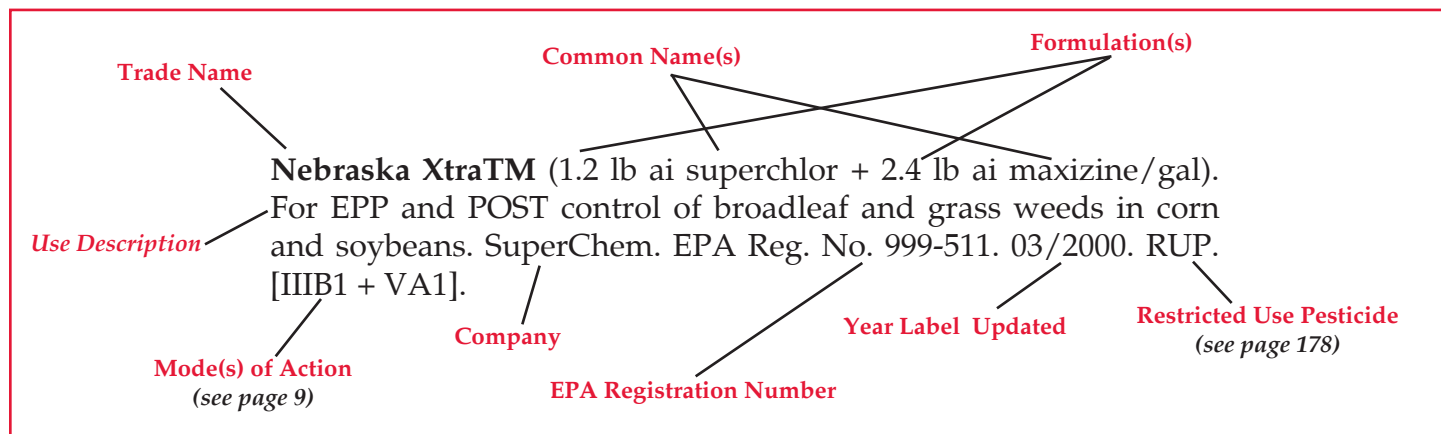 Formulation(s)
Common Name(s)
Trade Name
Nebraska XtraTM (1.2 lb ai superchlor + 2.4 lb ai maxizine/gal).
For EPP and POST control of broadleaf and grass weeds in corn
Use Description
and soybeans. SuperChem. EPA Reg. No. 999-511. 03/2000. RUP.
[IIIB1 + VA1].
Company
Year Label Updated
Restricted Use Pesticide
(see page 178)
Mode(s) of Action
(see page 9)
EPA Registration Number